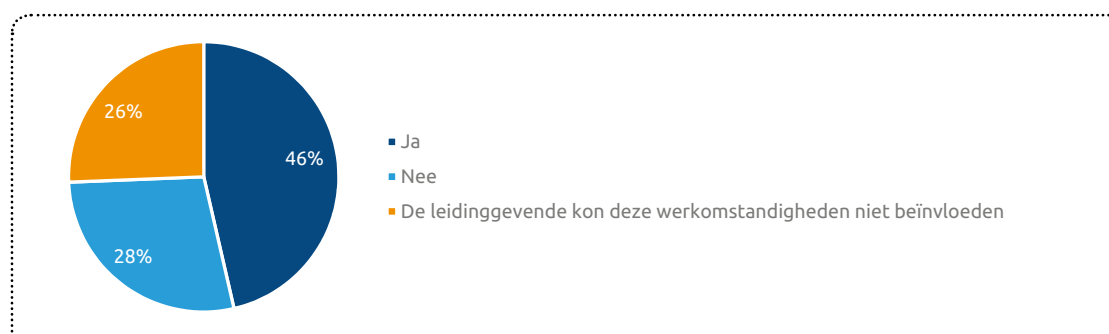 26%
46%
28%
Ja
Nee
De leidinggevende kon deze werkomstandigheden niet beïnvloeden